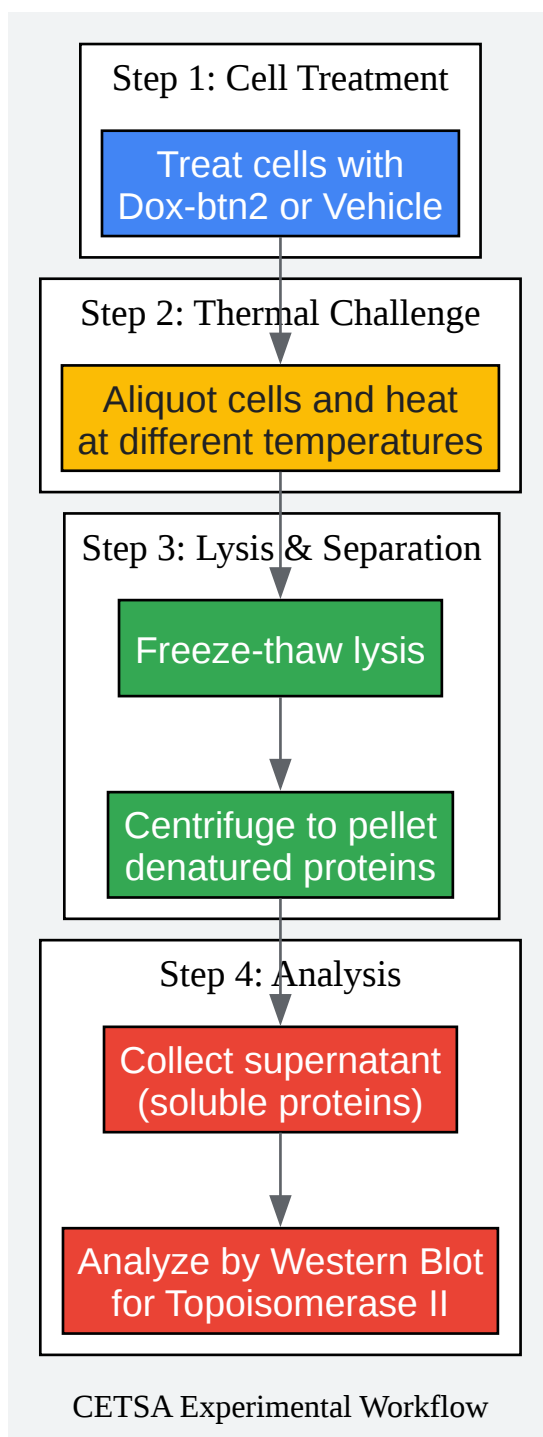 Step 1: Cell Treatment
Treat cells with
Dox-btn2 or Vehicle
Step 2: Thermal Challenge
Aliquot cells and heat
at different temperatures
Step 3: Lysis & Separation
Freeze-thaw lysis
Centrifuge to pellet
denatured proteins
Step 4: Analysis
Collect supernatant
(soluble proteins)
Analyze by Western Blot
for Topoisomerase II
CETSA Experimental Workflow